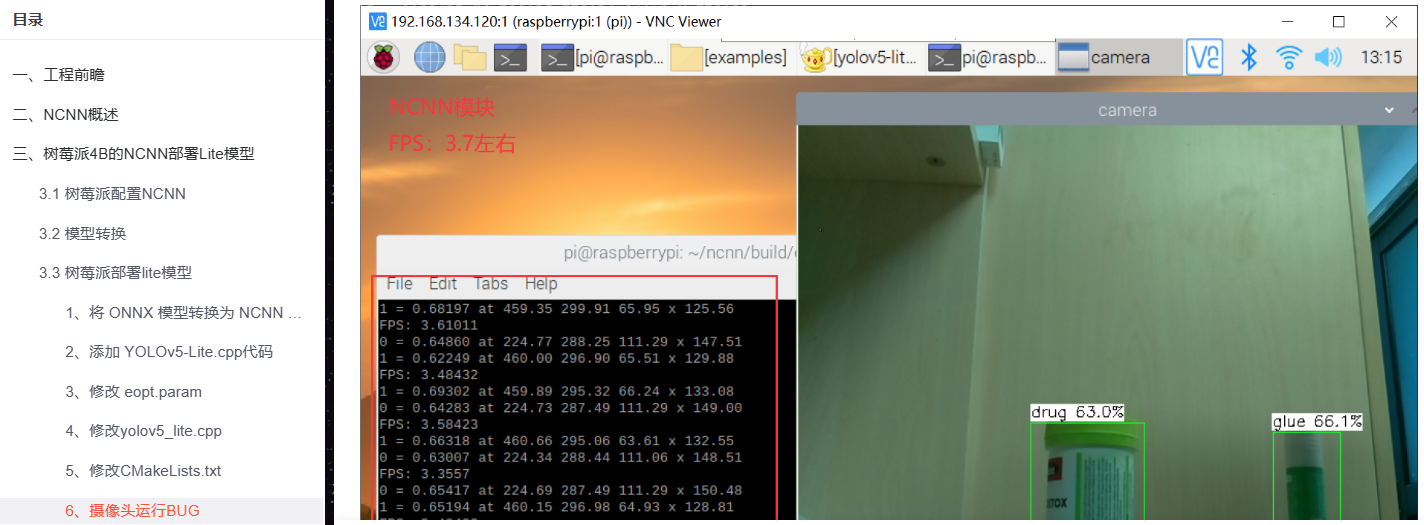 目录
一、工程前瞻
二、NCNN概述
三、树莓派4B的NCNN部署Lite模型
3.1 树莓派配置NCNN
3.2 模型转换
3.3 树莓派部署lite模型
1、将 ONNX 模型转换为 NCNN ...
2、添加 YOLOv5-Lite.cpp代码
3、修改 eopt.param
4、修改yolov5_lite.cpp
5、修改CMakeLists.txt
6、摄像头运行BUG
192.168.134.120:1 (raspberrypi:1 (pi)) - VNC Viewer
[pi@raspb... [examples] [yolov5-lit... pi@raspb... camera 13:15
NCNN模块
FPS：3.7左右
camera
pi@raspberrypi: ~/ncnn/build/
File Edit Tabs Help
1 = 0.68197 at 459.35 299.91 65.95 x 125.56
FPS: 3.61011
0 = 0.64860 at 224.77 288.25 111.29 x 147.51
1 = 0.62249 at 460.00 296.90 65.51 x 129.88
FPS: 3.48432
1 = 0.69302 at 459.89 295.32 66.24 x 133.08
0 = 0.64283 at 224.73 287.49 111.29 x 149.00
FPS: 3.58423
1 = 0.66318 at 460.66 295.06 63.61 x 132.55
0 = 0.63007 at 224.34 288.44 111.06 x 148.51
FPS: 3.3557
0 = 0.65417 at 224.69 287.49 111.29 x 150.48
1 = 0.65194 at 460.15 296.98 64.93 x 128.81
drug 63.0%
glue 66.1%